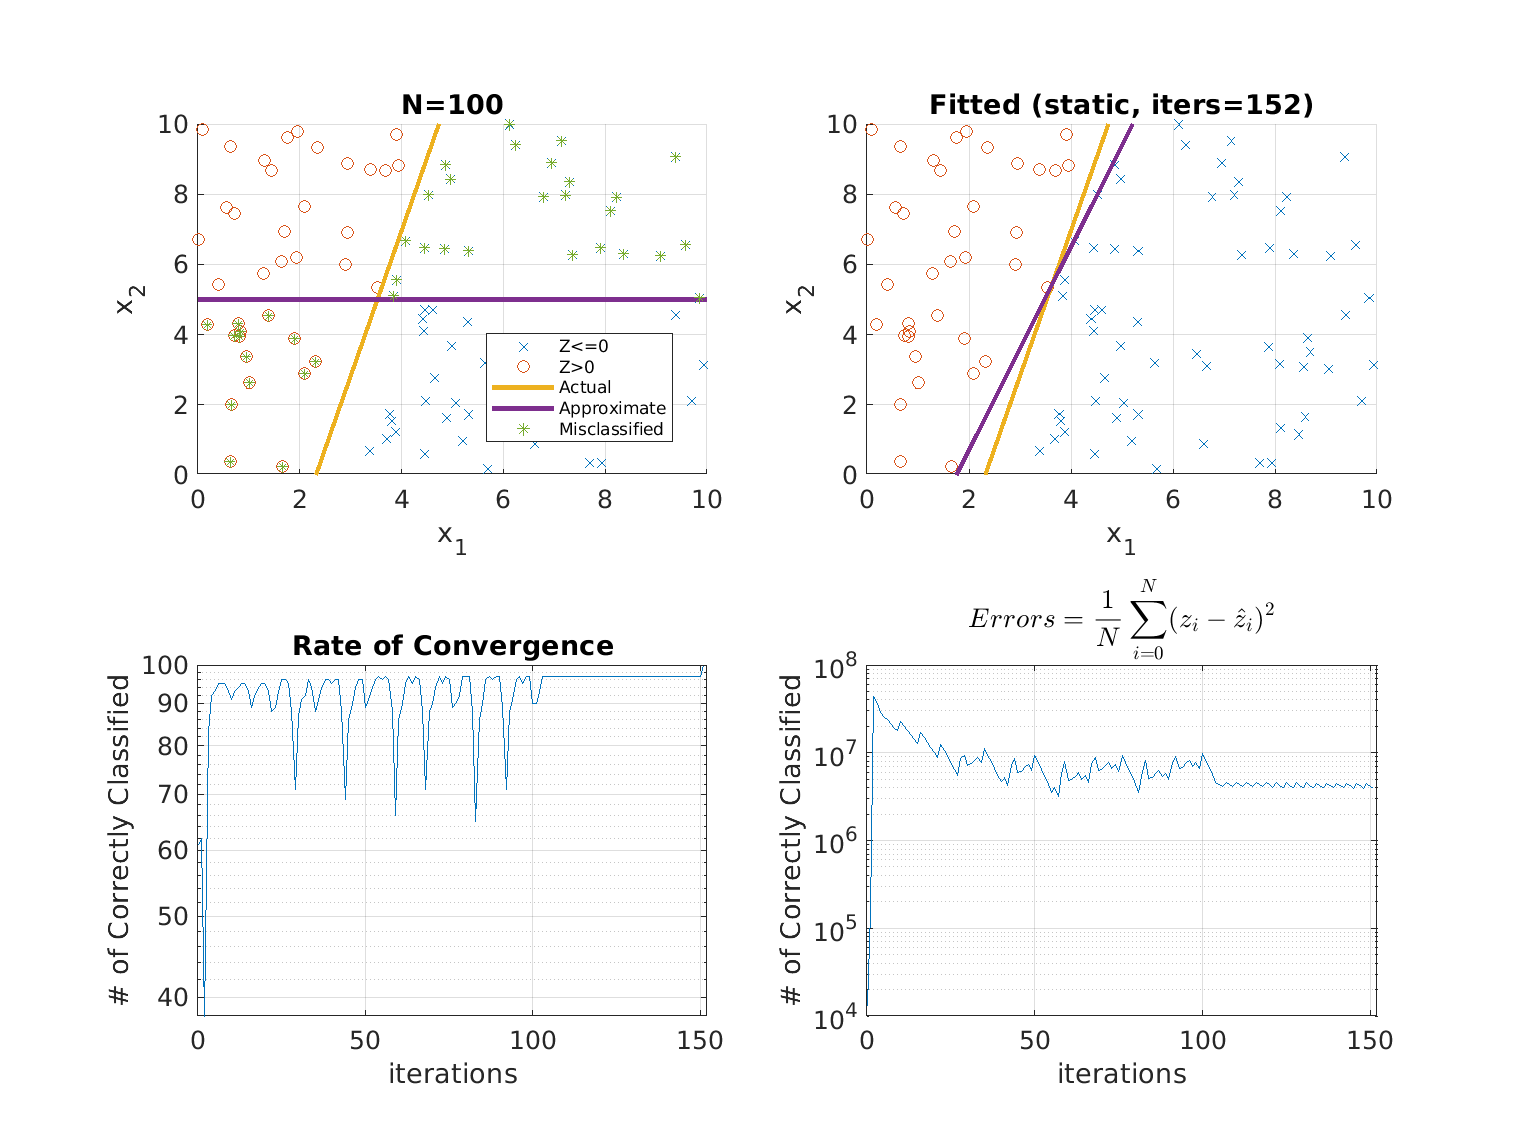 N=100
10
8
6
4
2
0
x2
0 2 4 6 8 10
x1
Z<=0
Z>0
Actual
Approximate
Misclassified
Fitted (static, iters=152)
10
8
6
4
2
0
x2
0 2 4 6 8 10
x1
Rate of Convergence
100
90
80
70
60
50
40
# of Correctly Classified
0 50 100 150
iterations
Errors = \frac{1}{N} \sum_{i=0}^{N} (z_i - \hat{z}_i)^2
10^8
10^7
10^6
10^5
10^4
# of Correctly Classified
0 50 100 150
iterations